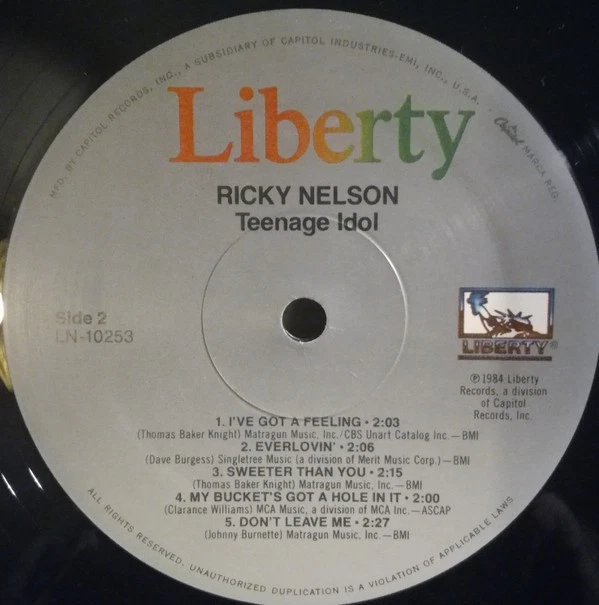 MFD. BY CAPITOL RECORDS, INC., A SUBSIDIARY OF CAPITOL INDUSTRIES-EMI, INC., U.S.A. · Capitol MARCA REG.
Liberty
RICKY NELSON
Teenage Idol
Side 2
LN-10253
LIBERTY®
℗1984 Liberty
Records, a division
of Capitol
Records, Inc.
1. I'VE GOT A FEELING • 2:03
(Thomas Baker Knight) Matragun Music, Inc./CBS Unart Catalog Inc.—BMI
2. EVERLOVIN' • 2:06
(Dave Burgess) Singletree Music (a division of Merit Music Corp.)—BMI
3. SWEETER THAN YOU • 2:15
(Thomas Baker Knight) Matragun Music, Inc.—BMI
4. MY BUCKET'S GOT A HOLE IN IT • 2:00
(Clarance Williams) MCA Music, a division of MCA Inc.—ASCAP
5. DON'T LEAVE ME • 2:27
(Johnny Burnette) Matragun Music, Inc.—BMI
ALL RIGHTS RESERVED. UNAUTHORIZED DUPLICATION IS A VIOLATION OF APPLICABLE LAWS